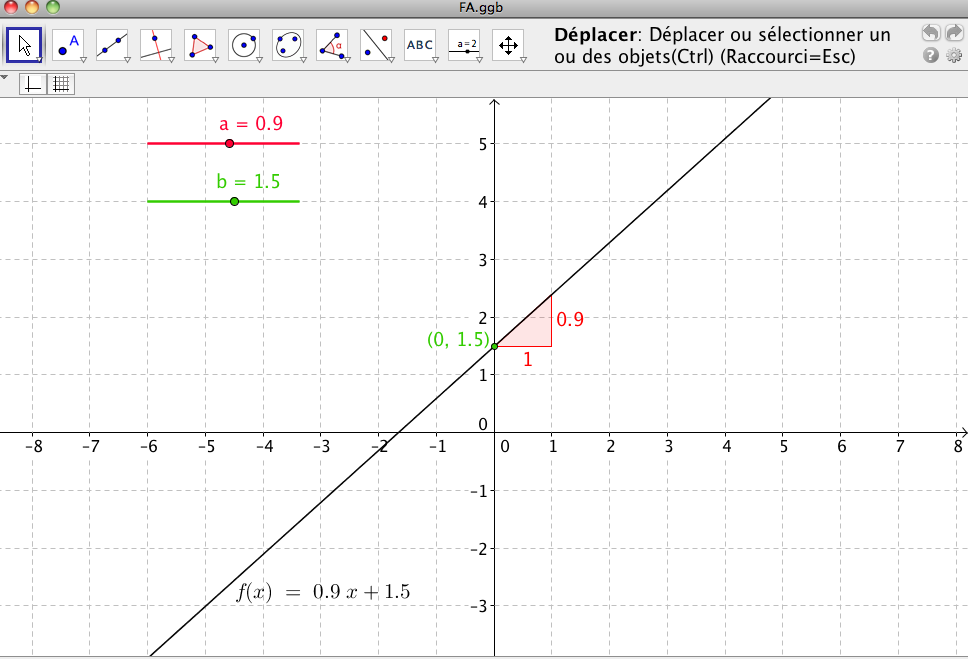 FA.ggb
A
α
ABC
a=2
Déplacer: Déplacer ou sélectionner un
ou des objets(Ctrl) (Raccourci=Esc)
a = 0.9
b = 1.5
5
4
3
2
1
0
-1
-2
-3
(0, 1.5)
0.9
1
-8 -7 -6 -5 -4 -3 -2 -1 0 1 2 3 4 5 6 7 8
f(x) = 0.9 x + 1.5